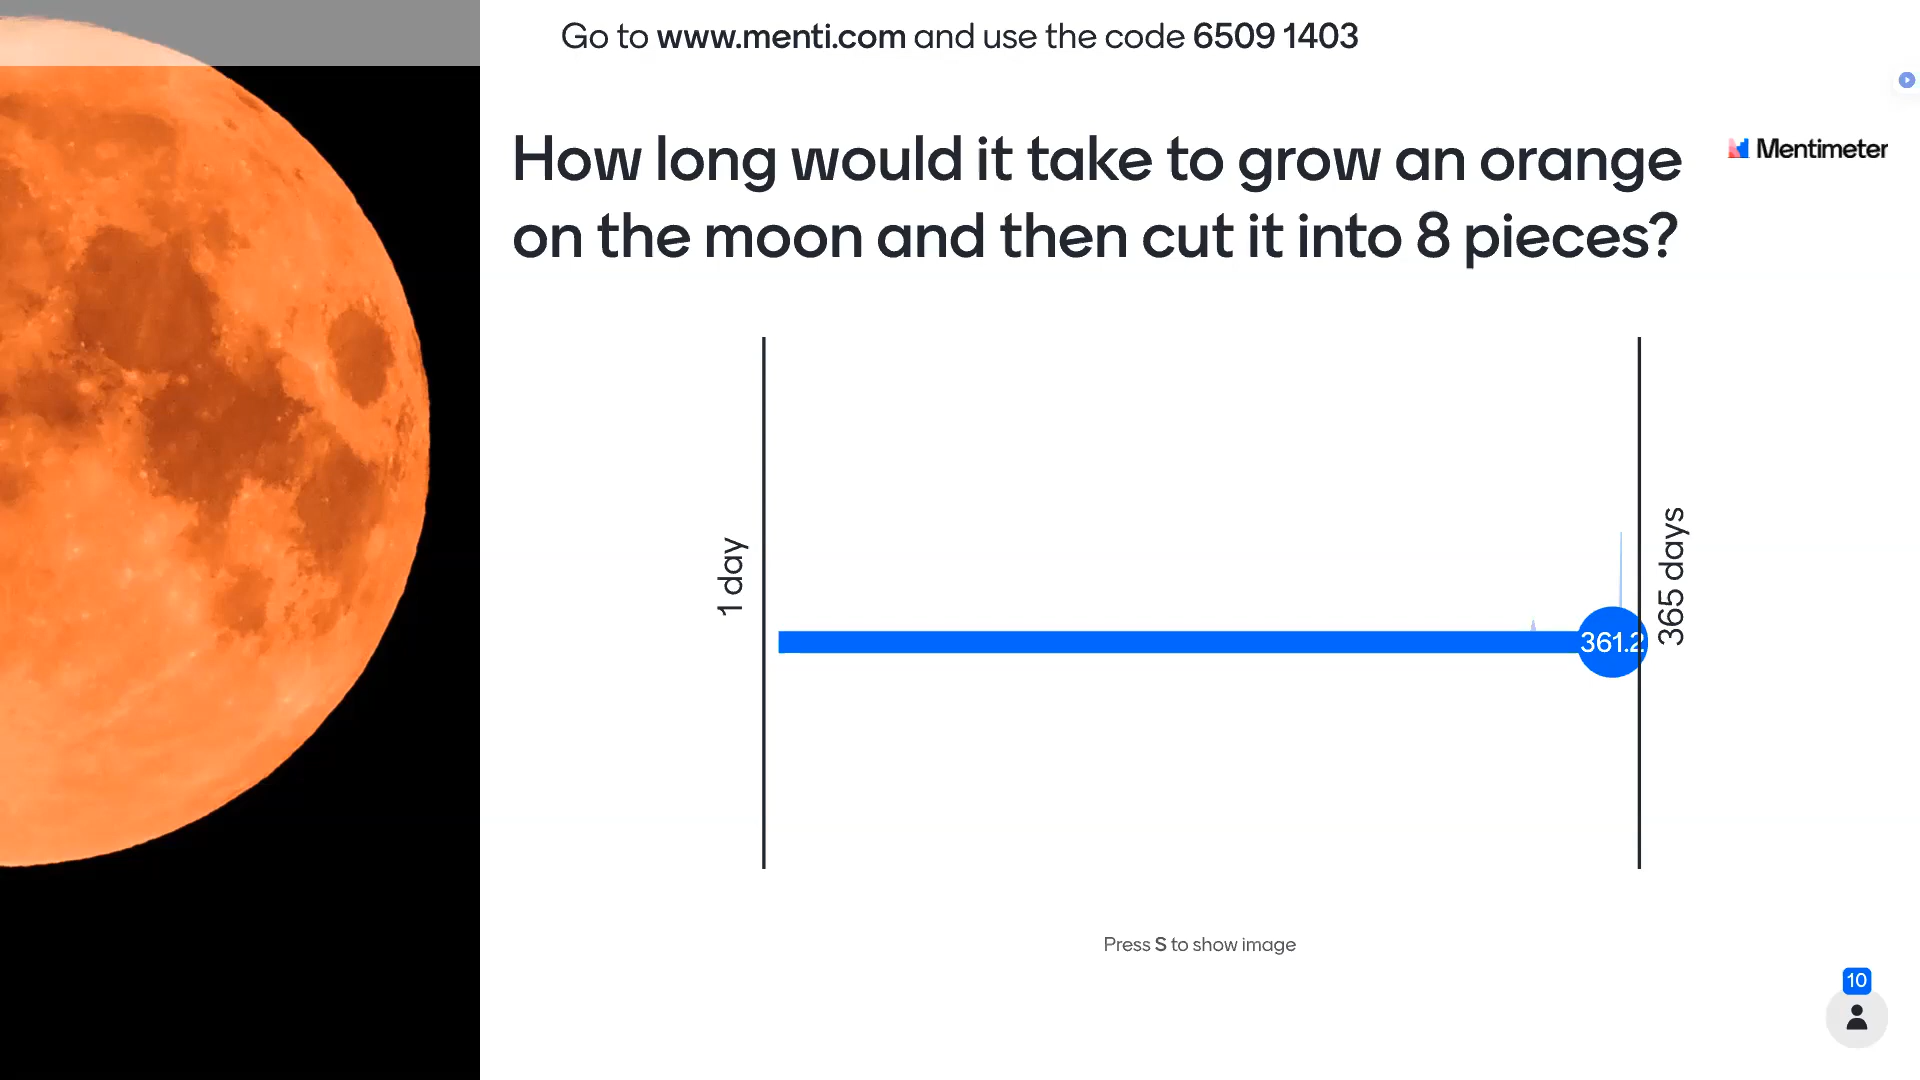 Go to www.menti.com and use the code 6509 1403
How long would it take to grow an orange
on the moon and then cut it into 8 pieces?
Mentimeter
1 day
361.2
365 days
Press S to show image
10